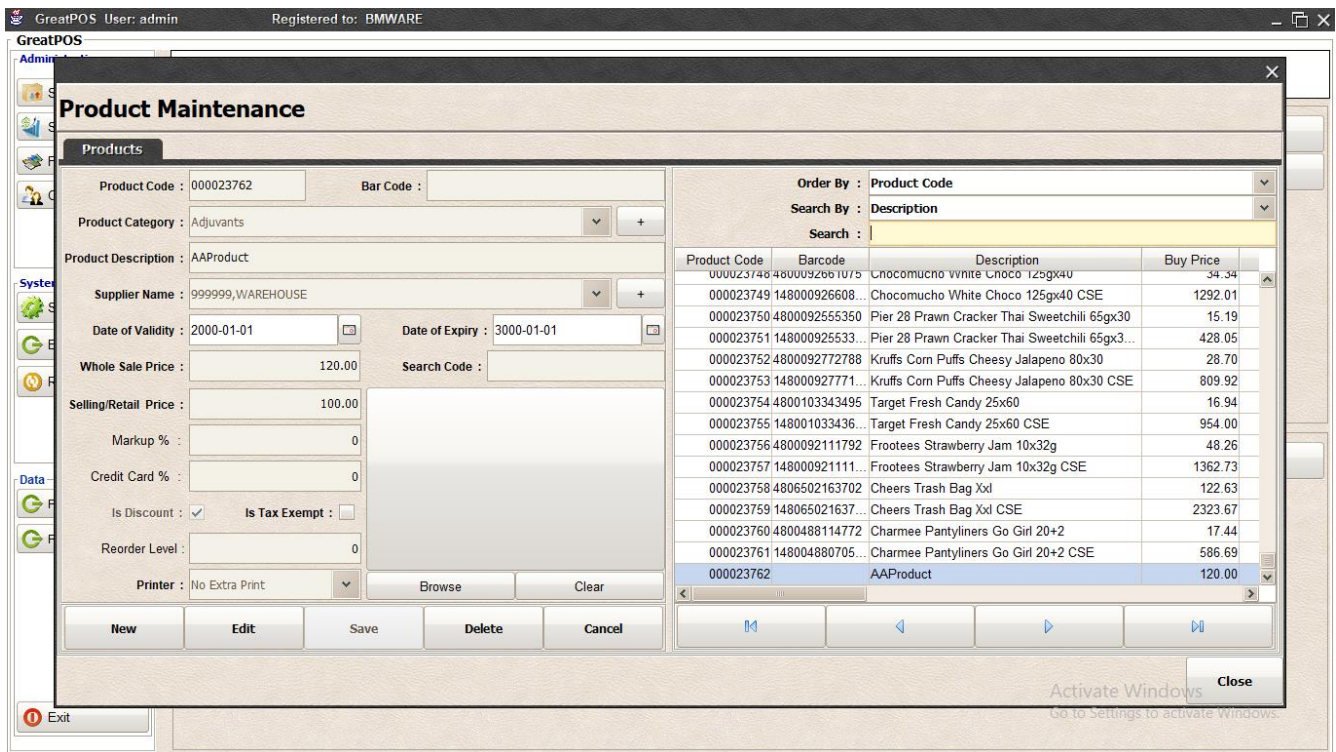 GreatPOS User: admin Registered to: BMWARE
GreatPOS
Product Maintenance
Products
Product Code : 000023762 Bar Code :
Product Category : Adjuvants +
Product Description : AAProduct
Supplier Name : 999999,WAREHOUSE +
Date of Validity : 2000-01-01 Date of Expiry : 3000-01-01
Whole Sale Price : 120.00 Search Code :
Selling/Retail Price : 100.00
Markup % : 0
Credit Card % : 0
Is Discount : Is Tax Exempt :
Reorder Level : 0
Printer : No Extra Print Browse Clear
New Edit Save Delete Cancel
Order By : Product Code
Search By : Description
Search :
Product Code Barcode Description Buy Price
000023748 4800092661075 Chocomucho White Choco 125gx40 34.34
000023749 148000926608... Chocomucho White Choco 125gx40 CSE 1292.01
000023750 4800092555350 Pier 28 Prawn Cracker Thai Sweetchili 65gx30 15.19
000023751 148000925533... Pier 28 Prawn Cracker Thai Sweetchili 65gx3... 428.05
000023752 4800092772788 Kruffs Corn Puffs Cheesy Jalapeno 80x30 28.70
000023753 148000927771... Kruffs Corn Puffs Cheesy Jalapeno 80x30 CSE 809.92
000023754 4800103343495 Target Fresh Candy 25x60 16.94
000023755 148001033436... Target Fresh Candy 25x60 CSE 954.00
000023756 4800092111792 Frootees Strawberry Jam 10x32g 48.26
000023757 148000921111... Frootees Strawberry Jam 10x32g CSE 1362.73
000023758 4806502163702 Cheers Trash Bag Xxl 122.63
000023759 148065021637... Cheers Trash Bag Xxl CSE 2323.67
000023760 4800488114772 Charmee Pantyliners Go Girl 20+2 17.44
000023761 148004880705... Charmee Pantyliners Go Girl 20+2 CSE 586.69
000023762 AAProduct 120.00
Close
Activate Windows
Go to Settings to activate Windows.
Data
Exit